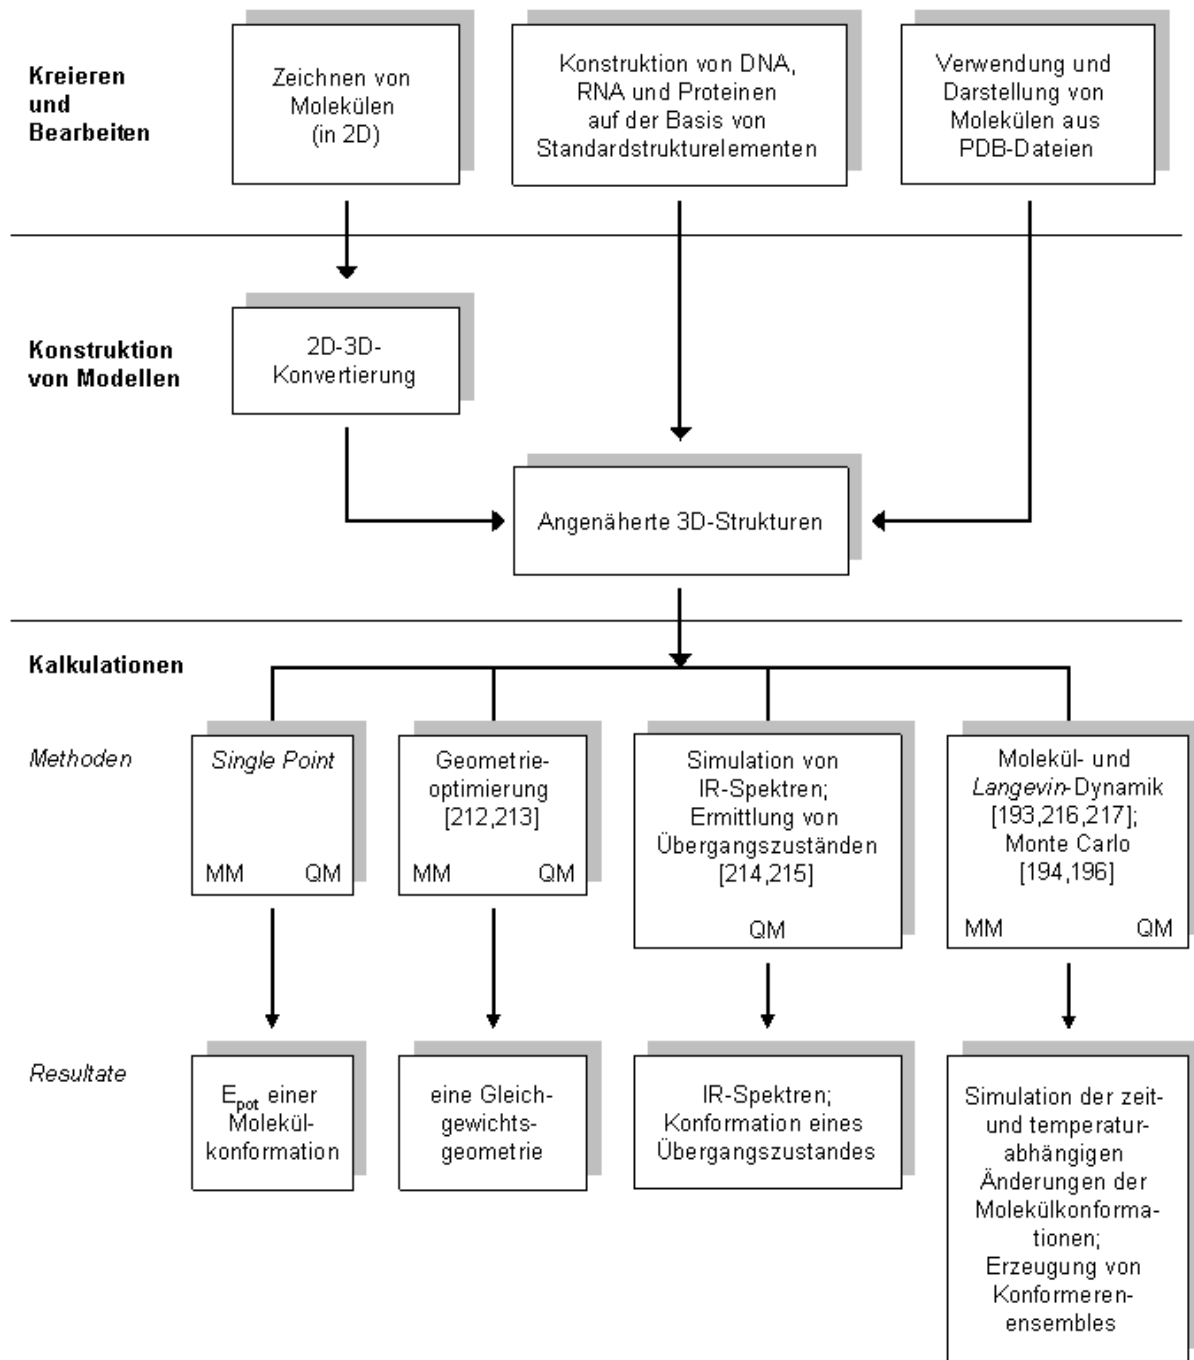 Kreieren
und
Bearbeiten
Zeichnen von
Molekülen
(in 2D)
Konstruktion von DNA,
RNA und Proteinen
auf der Basis von
Standardstrukturelementen
Verwendung und
Darstellung von
Molekülen aus
PDB-Dateien
Konstruktion
von Modellen
2D-3D-
Konvertierung
Angenäherte 3D-Strukturen
Kalkulationen
Methoden
Single Point
MM QM
Geometrie-
optimierung
[212,213]
MM QM
Simulation von
IR-Spektren;
Ermittlung von
Übergangszuständen
[214,215]
QM
Molekül- und
Langevin-Dynamik
[193,216,217];
Monte Carlo
[194,196]
MM QM
Resultate
Epot einer
Molekül-
konformation
eine Gleich-
gewichts-
geometrie
IR-Spektren;
Konformation eines
Übergangszustandes
Simulation der zeit-
und temperatur-
abhängigen
Änderungen der
Molekülkonforma-
tionen;
Erzeugung von
Konformeren-
ensembles